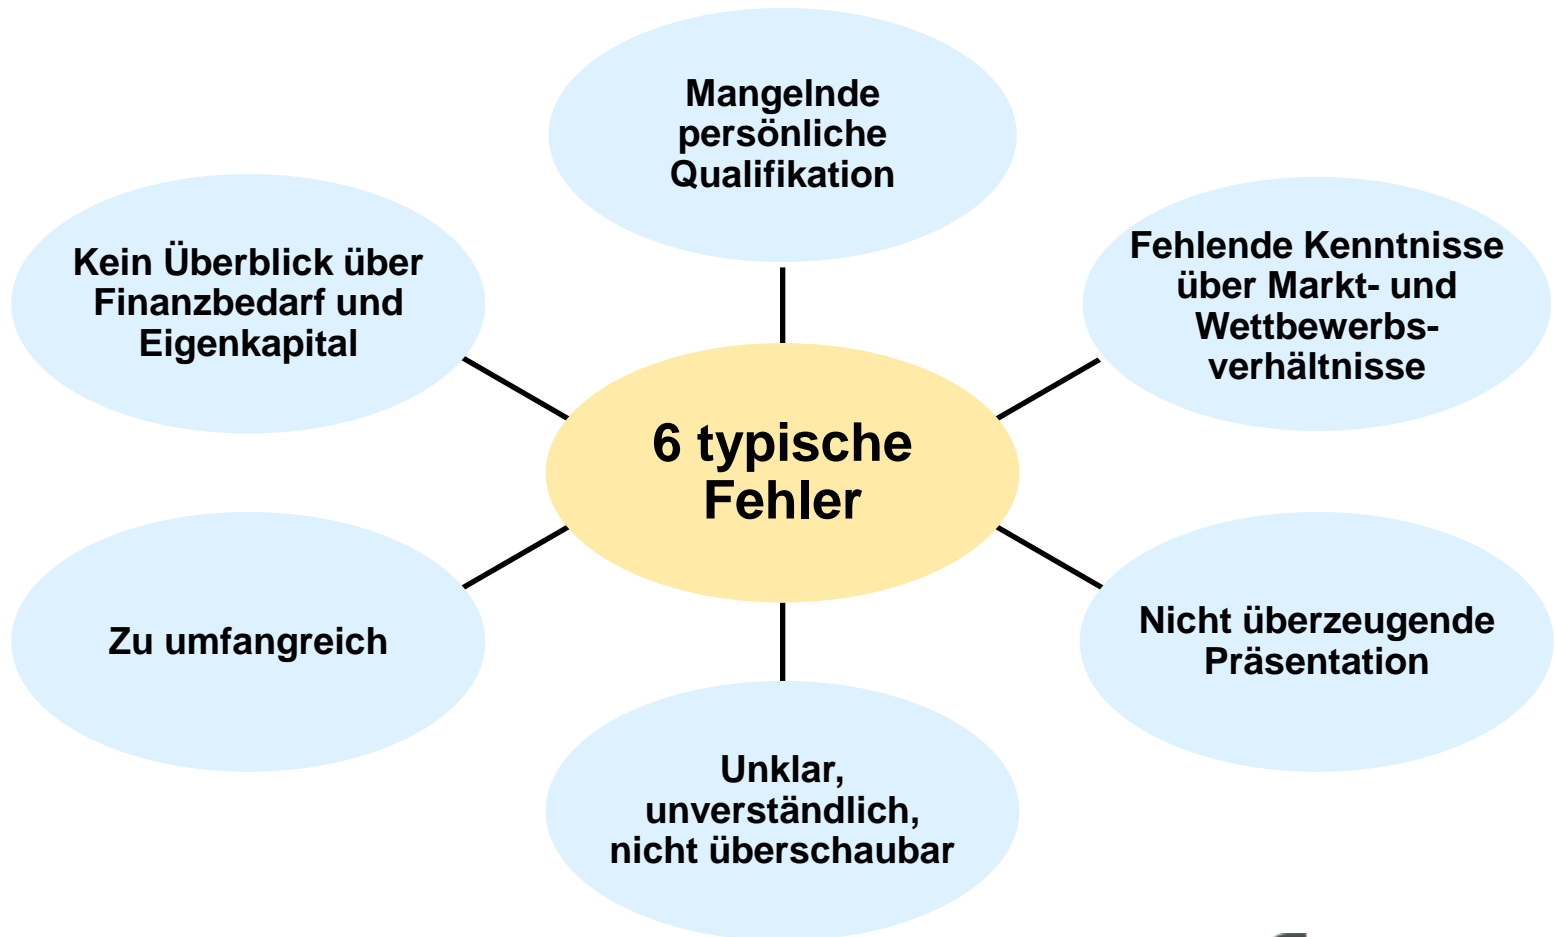 Mangelnde
persönliche
Qualifikation
Kein Überblick über
Finanzbedarf und
Eigenkapital
Fehlende Kenntnisse
über Markt- und
Wettbewerbs-
verhältnisse
6 typische
Fehler
Zu umfangreich
Nicht überzeugende
Präsentation
Unklar,
unverständlich,
nicht überschaubar